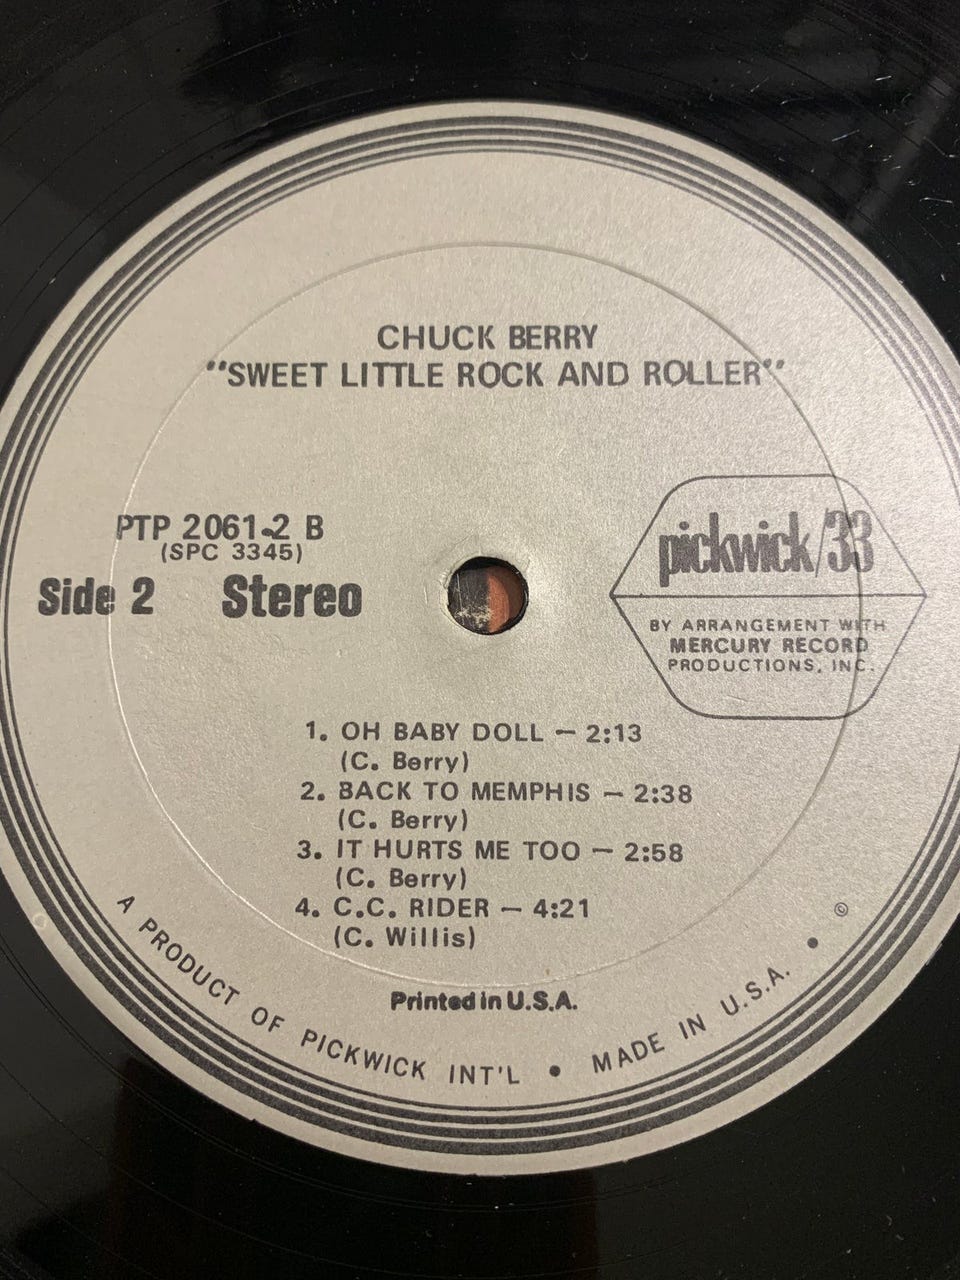 CHUCK BERRY
"SWEET LITTLE ROCK AND ROLLER"
PTP 2061-2 B
(SPC 3345)
Side 2 Stereo
pickwick/33
BY ARRANGEMENT WITH
MERCURY RECORD
PRODUCTIONS, INC.
1. OH BABY DOLL — 2:13
(C. Berry)
2. BACK TO MEMPHIS — 2:38
(C. Berry)
3. IT HURTS ME TOO — 2:58
(C. Berry)
4. C.C. RIDER — 4:21
(C. Willis)
Printed in U.S.A.
A PRODUCT OF PICKWICK INT'L • MADE IN U.S.A. • ©